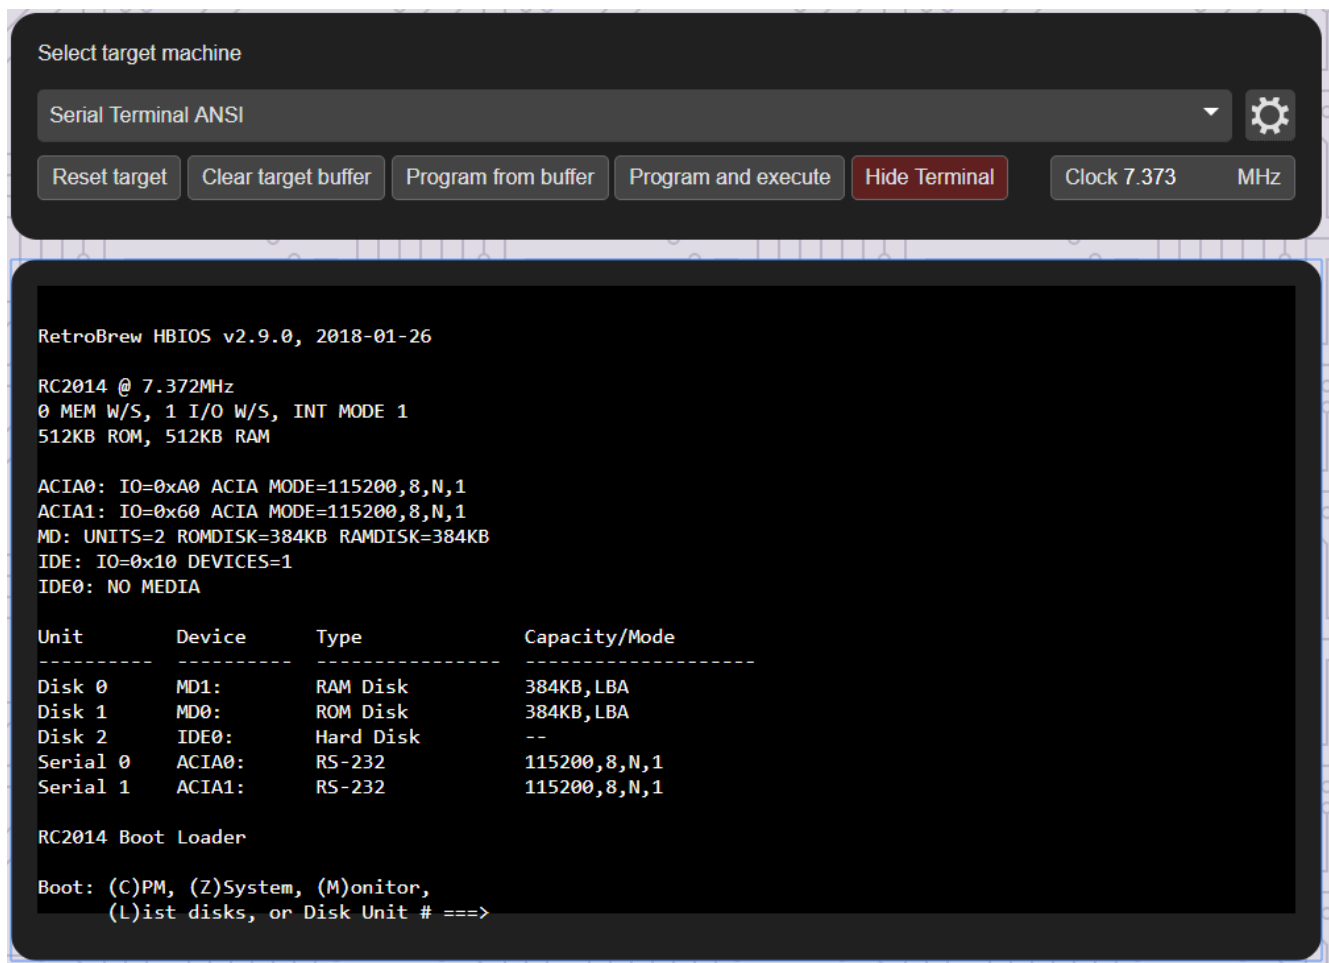 Select target machine
Serial Terminal ANSI
Reset target Clear target buffer Program from buffer Program and execute Hide Terminal Clock 7.373 MHz
RetroBrew HBIOS v2.9.0, 2018-01-26
RC2014 @ 7.372MHz
0 MEM W/S, 1 I/O W/S, INT MODE 1
512KB ROM, 512KB RAM
ACIA0: IO=0xA0 ACIA MODE=115200,8,N,1
ACIA1: IO=0x60 ACIA MODE=115200,8,N,1
MD: UNITS=2 ROMDISK=384KB RAMDISK=384KB
IDE: IO=0x10 DEVICES=1
IDE0: NO MEDIA
Unit        Device      Type              Capacity/Mode
----------  ----------  ----------------  --------------------
Disk 0      MD1:        RAM Disk          384KB,LBA
Disk 1      MD0:        ROM Disk          384KB,LBA
Disk 2      IDE0:       Hard Disk         --
Serial 0    ACIA0:      RS-232            115200,8,N,1
Serial 1    ACIA1:      RS-232            115200,8,N,1
RC2014 Boot Loader
Boot: (C)PM, (Z)System, (M)onitor,
      (L)ist disks, or Disk Unit # ===>